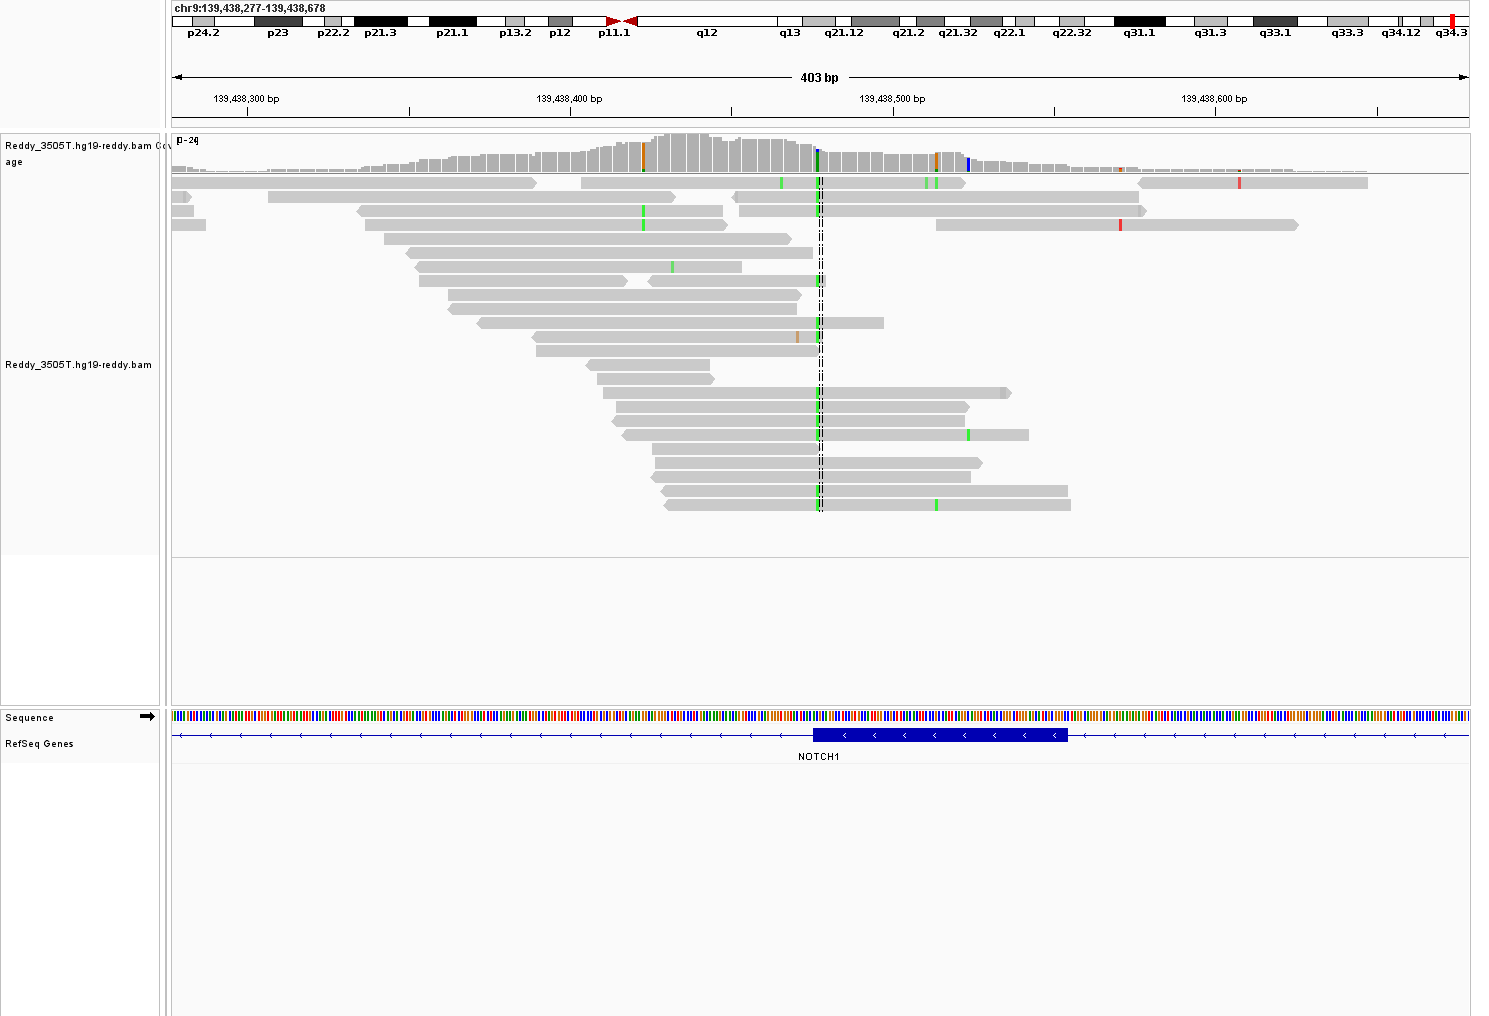 chr9:139,438,277-139,438,678
p24.2 p23 p22.2 p21.3 p21.1 p13.2 p12 p11.1 q12 q13 q21.12 q21.2 q21.32 q22.1 q22.32 q31.1 q31.3 q33.1 q33.3 q34.12 q34.3
403 bp
139,438,300 bp 139,438,400 bp 139,438,500 bp 139,438,600 bp
Reddy_3505T.hg19-reddy.bam Cov
age
[0-24]
Reddy_3505T.hg19-reddy.bam
Sequence
RefSeq Genes
NOTCH1